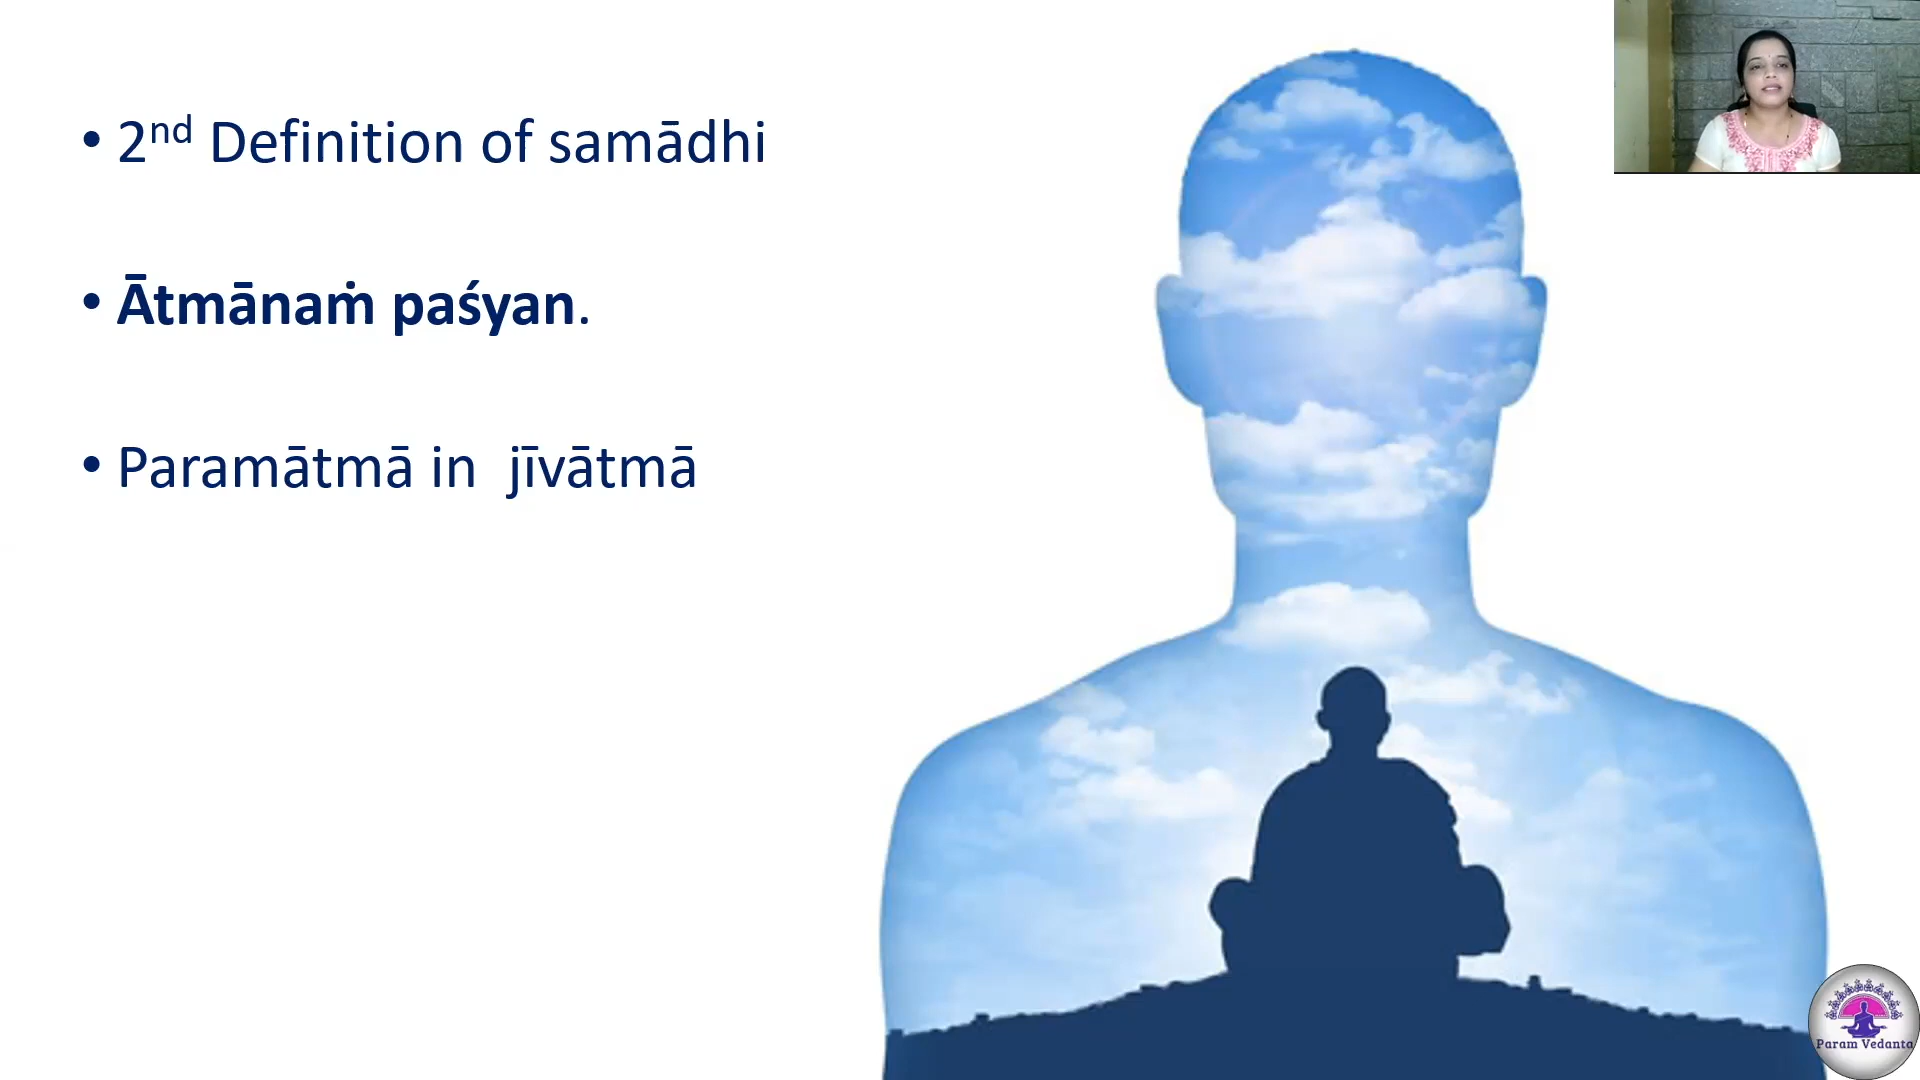 • 2nd Definition of samādhi
• Ātmānaṁ paśyan.
• Paramātmā in  jīvātmā
Param Vedanta